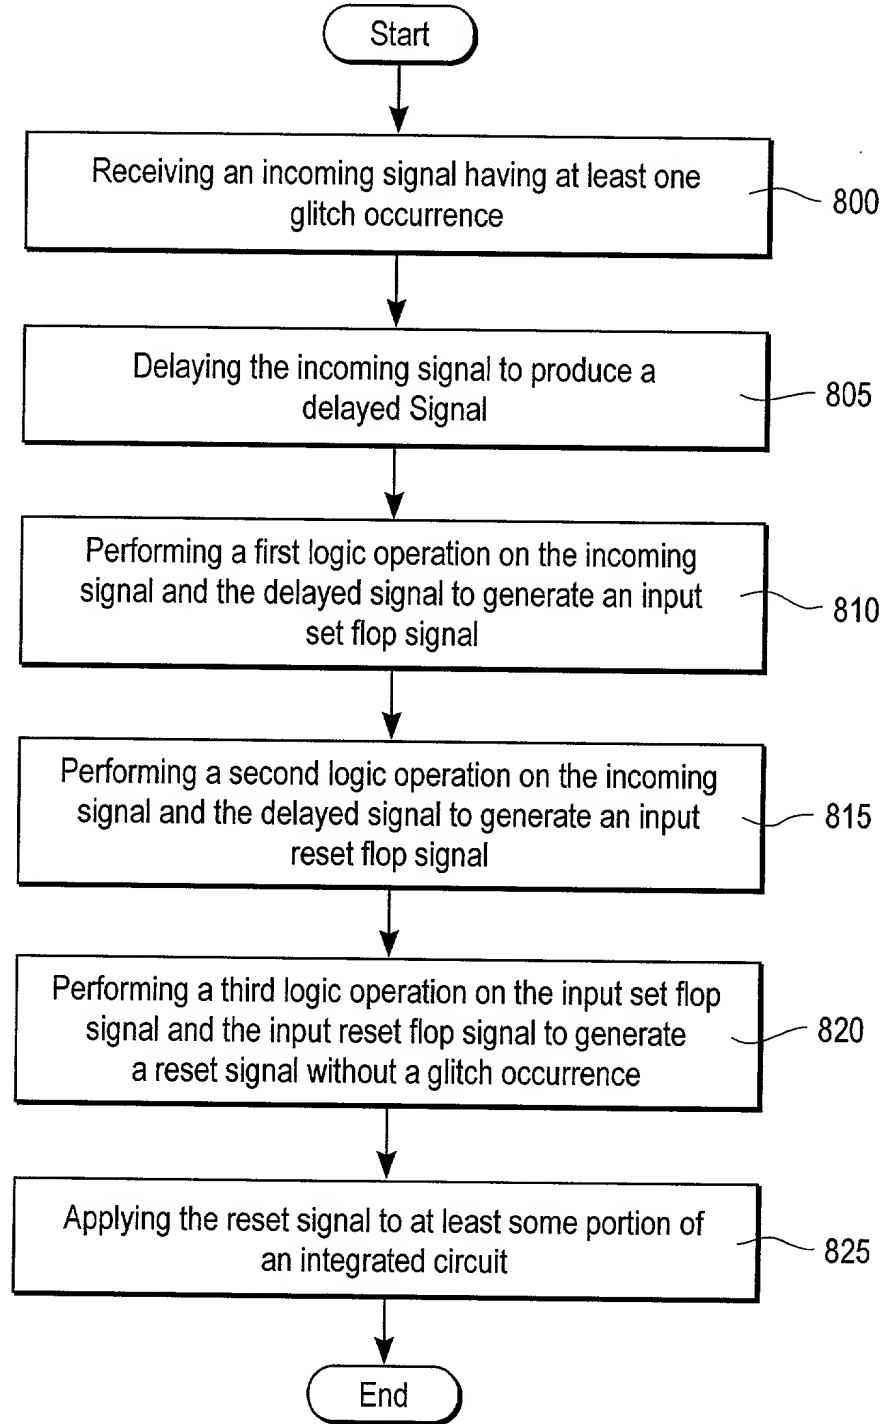 Start
Receiving an incoming signal having at least one
glitch occurrence
800
Delaying the incoming signal to produce a
delayed Signal
805
Performing a first logic operation on the incoming
signal and the delayed signal to generate an input
set flop signal
810
Performing a second logic operation on the incoming
signal and the delayed signal to generate an input
reset flop signal
815
Performing a third logic operation on the input set flop
signal and the input reset flop signal to generate
a reset signal without a glitch occurrence
820
Applying the reset signal to at least some portion of
an integrated circuit
825
End